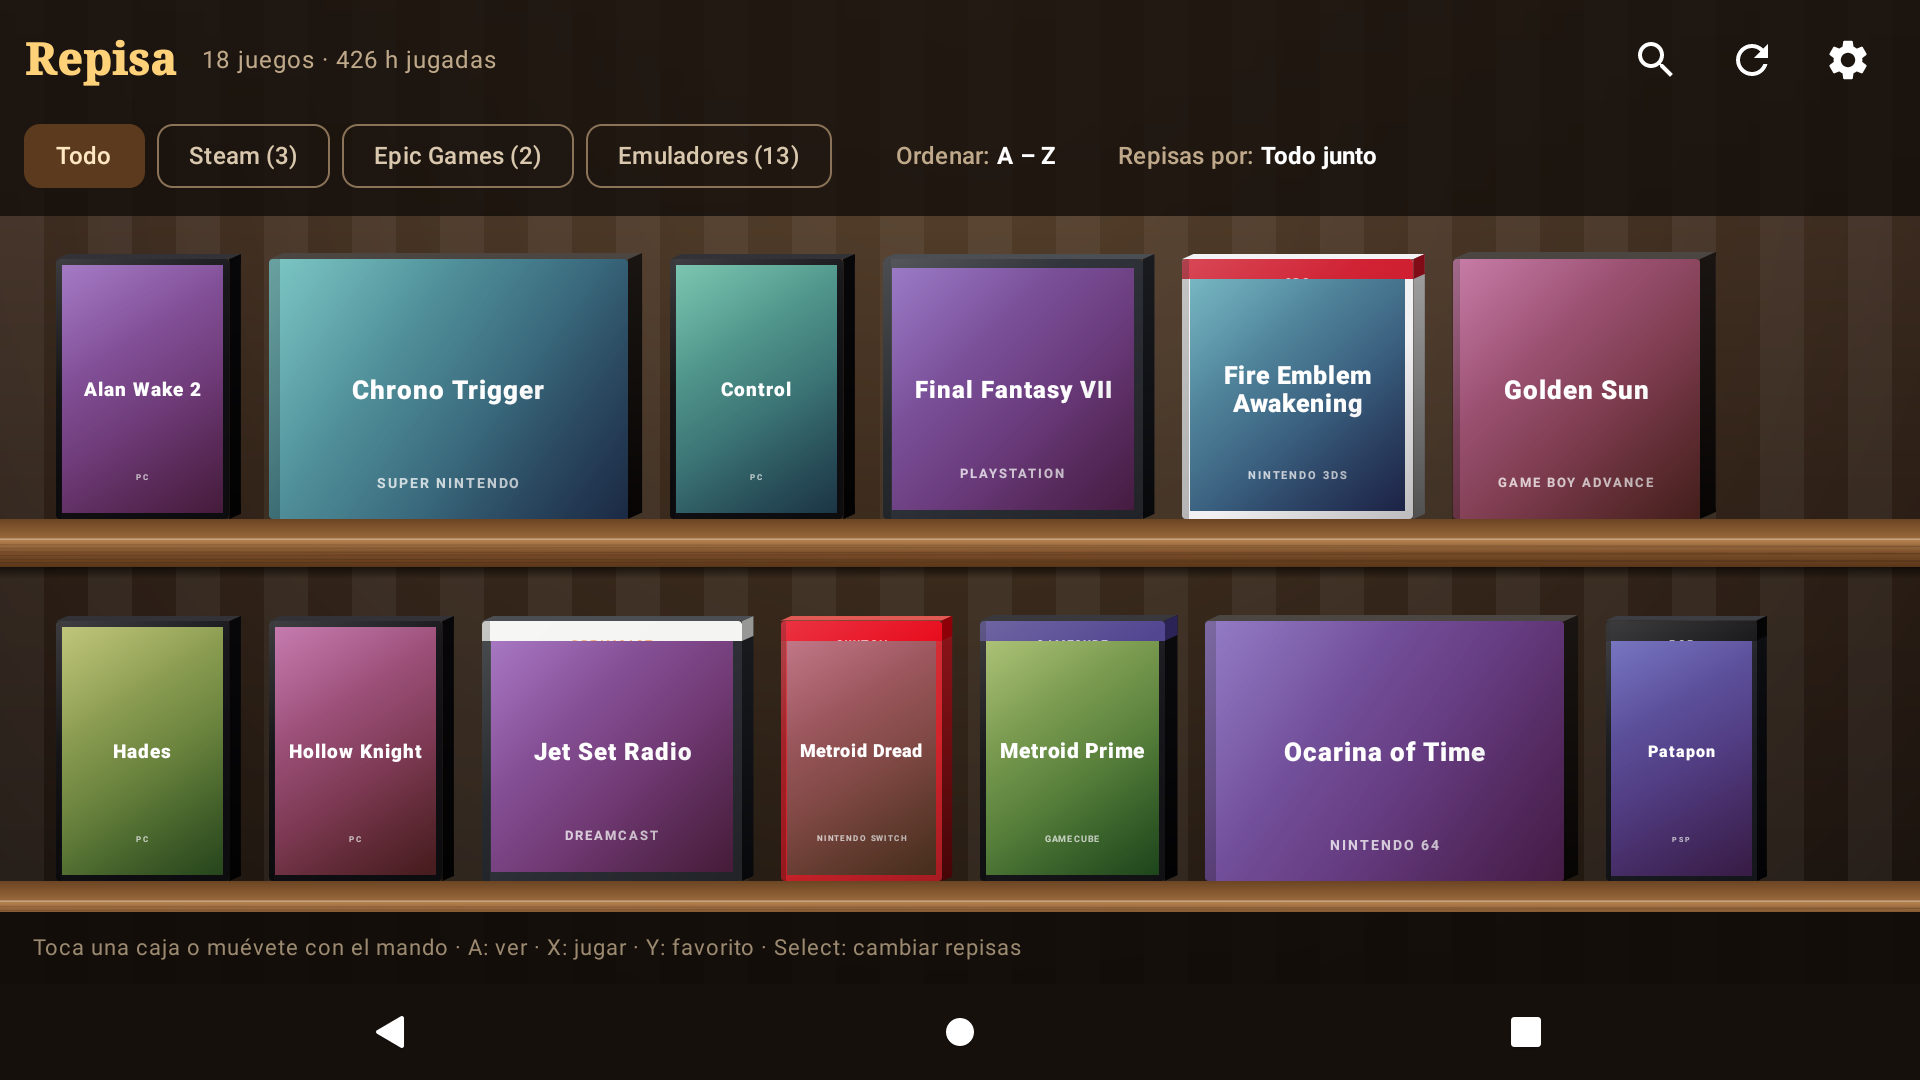 Repisa
18 juegos · 426 h jugadas
Todo
Steam (3)
Epic Games (2)
Emuladores (13)
Ordenar: A – Z
Repisas por: Todo junto
Alan Wake 2
PC
Chrono Trigger
SUPER NINTENDO
Control
PC
Final Fantasy VII
PLAYSTATION
Fire Emblem
Awakening
NINTENDO 3DS
Golden Sun
GAME BOY ADVANCE
Hades
PC
Hollow Knight
PC
Jet Set Radio
DREAMCAST
Metroid Dread
NINTENDO SWITCH
Metroid Prime
GAMECUBE
Ocarina of Time
NINTENDO 64
Patapon
PSP
Toca una caja o muévete con el mando · A: ver · X: jugar · Y: favorito · Select: cambiar repisas